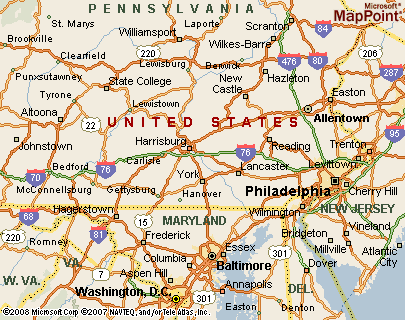 PENNSYLVANIA
Microsoft
MapPoint
St. Marys
Laporte
Scranton
84
Brookville
Williamsport
Wilkes-Barre
Clearfield
220
Lewisburg
Berwick
476
80
206
Punxsutawney
State College
New Castle
Hazleton
287
Tyrone
Lewistown
Easton
Altoona
22
UNITED STATES
Allentown
Johnstown
Harrisburg
76
Reading
Trenton
95
Bedford
Carlisle
Lancaster
Levittown
70
76
McConnellsburg
Gettysburg
York
Philadelphia
Cherry Hill
Hanover
68
Hagerstown
15
MARYLAND
Wilmington
NEW JERSEY
220
Romney
81
Frederick
Essex
Bridgeton
Vineland
Millville
Atlantic City
W. VA.
VA.
7
Columbia
Baltimore
Dover
Aspen Hill
301
Annapolis
DEL.
Washington, D.C.
301
Easton
Denton
©2008 Microsoft Corp ©2007 NAVTEQ, and/or Tele Atlas, Inc.